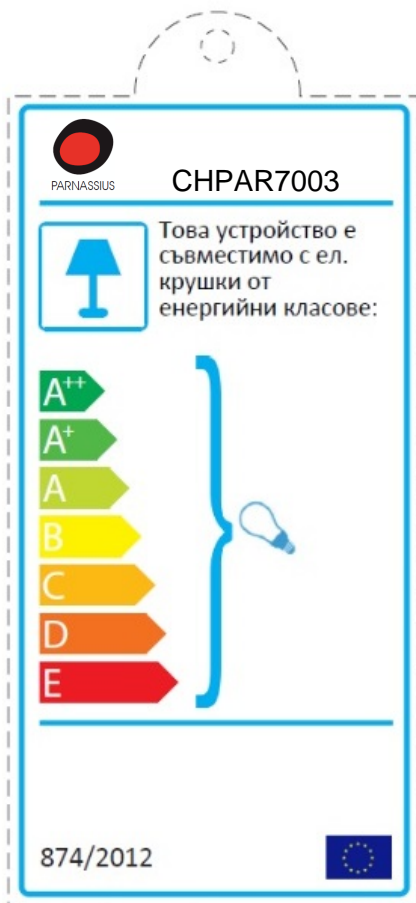 PARNASSIUS
CHPAR7003
Това устройство е
съвместимо с ел.
крушки от
енергийни класове:
A++
A+
A
B
C
D
E
874/2012